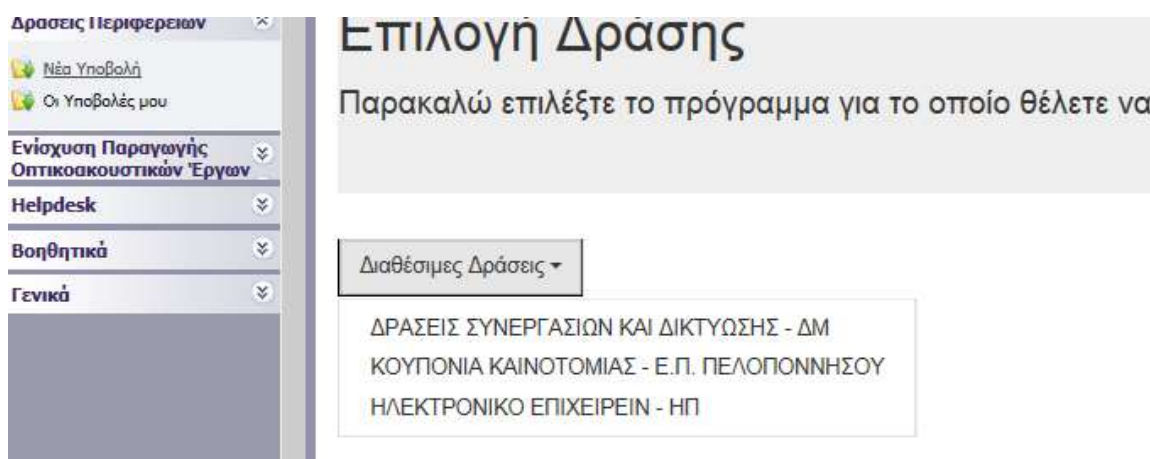 Δράσεις Περιφερειών
Νέα Υποβολή
Οι Υποβολές μου
Ενίσχυση Παραγωγής
Οπτικοακουστικών Έργων
Helpdesk
Βοηθητικά
Γενικά
Επιλογή Δράσης
Παρακαλώ επιλέξτε το πρόγραμμα για το οποίο θέλετε να
Διαθέσιμες Δράσεις
ΔΡΑΣΕΙΣ ΣΥΝΕΡΓΑΣΙΩΝ ΚΑΙ ΔΙΚΤΥΩΣΗΣ - ΔΜ
ΚΟΥΠΟΝΙΑ ΚΑΙΝΟΤΟΜΙΑΣ - Ε.Π. ΠΕΛΟΠΟΝΝΗΣΟΥ
ΗΛΕΚΤΡΟΝΙΚΟ ΕΠΙΧΕΙΡΕΙΝ - ΗΠ